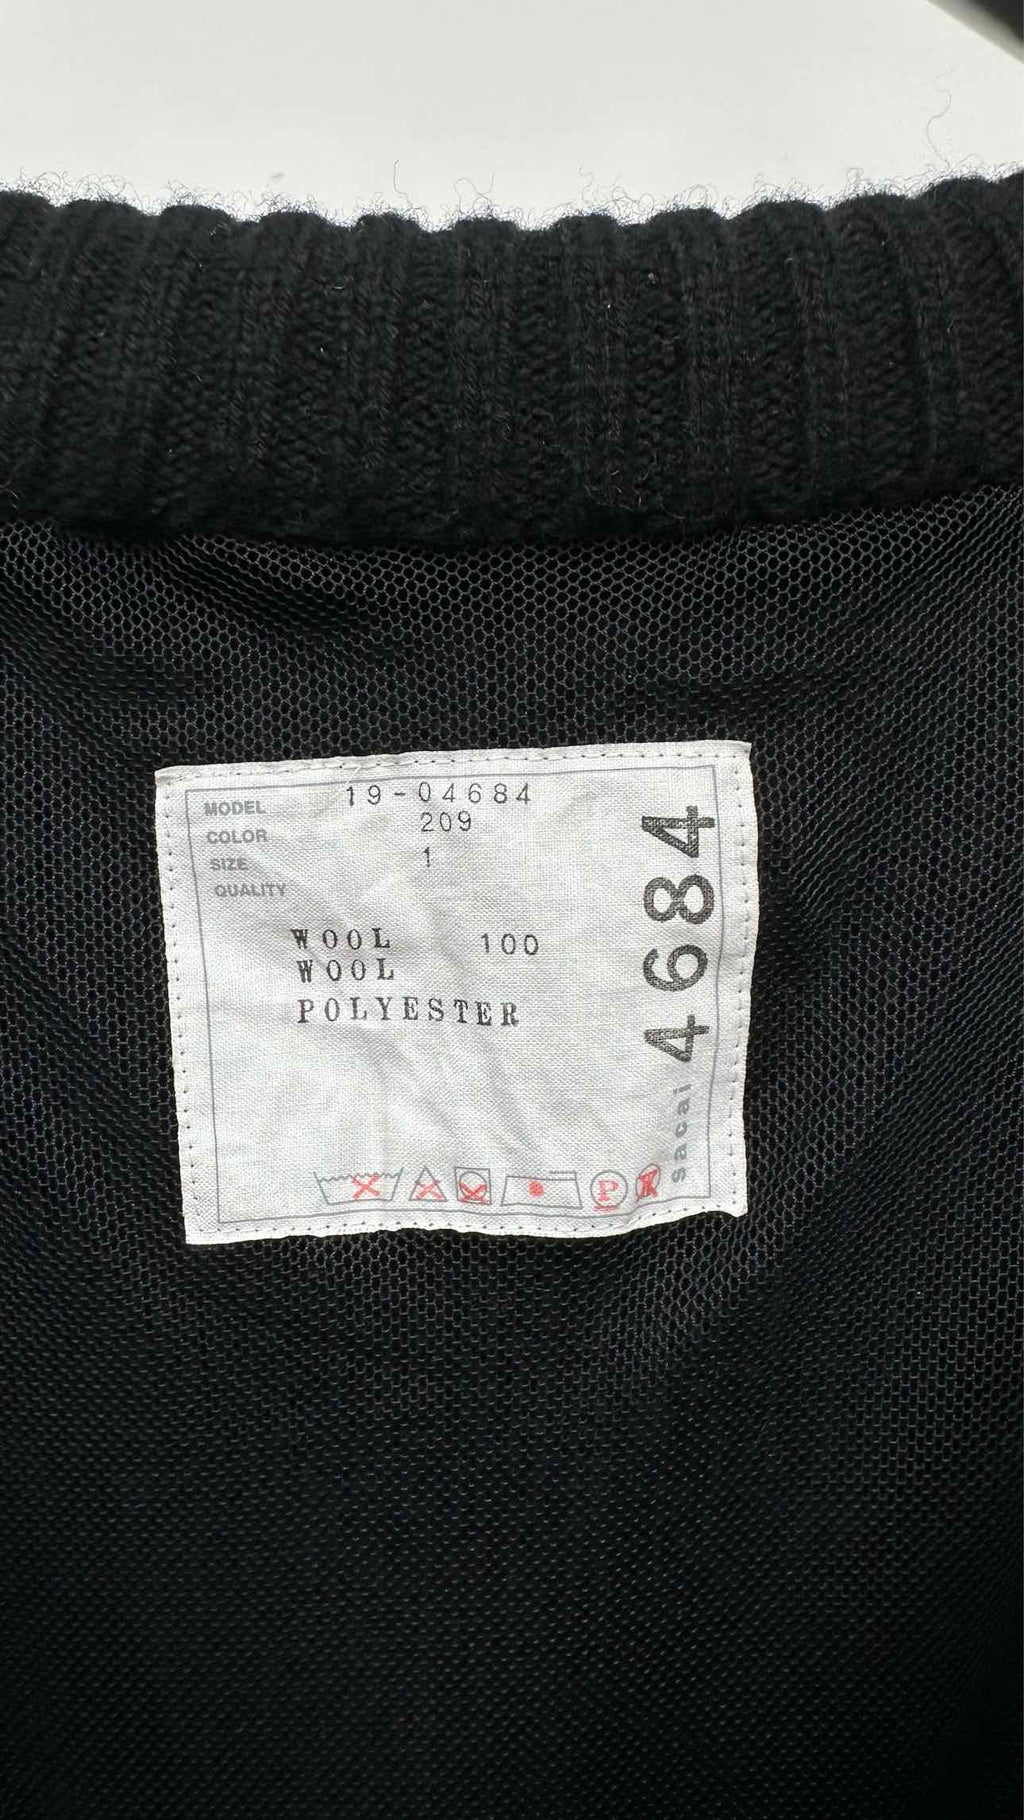 MODEL 19-04684
COLOR 209
SIZE 1
QUALITY
WOOL 100
WOOL
POLYESTER
P
sacai 4684